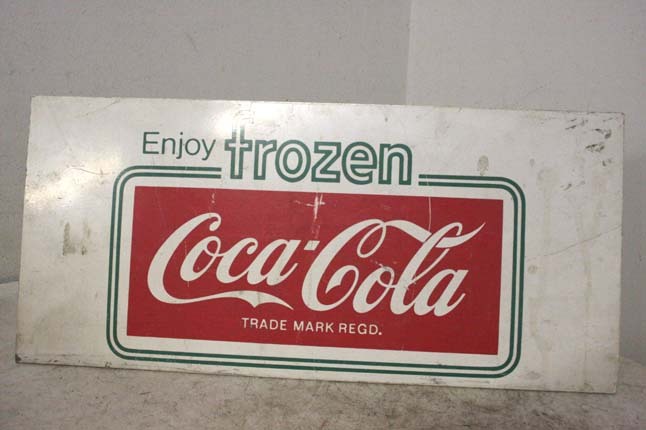 Enjoy frozen
Coca-Cola
TRADE MARK REGD.